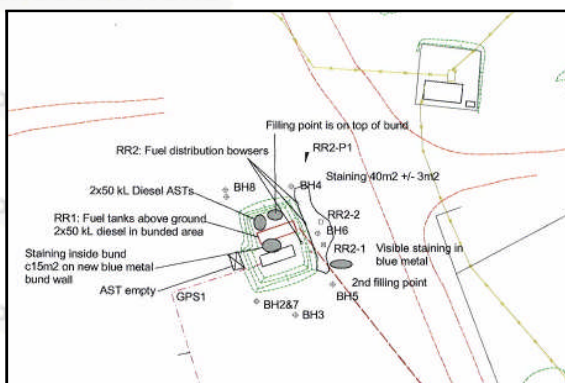 Filling point is on top of bund
RR2: Fuel distribution bowsers
RR2-P1
Staining 40m2 +/- 3m2
2x50 kL Diesel ASTs
BH8
BH4
RR1: Fuel tanks above ground
2x50 kL diesel in bunded area
RR2-2
BH6
RR2-1
Visible staining in
blue metal
Staining inside bund
c15m2 on new blue metal
bund wall
2nd filling point
AST empty
GPS1
BH5
BH2&7
BH3